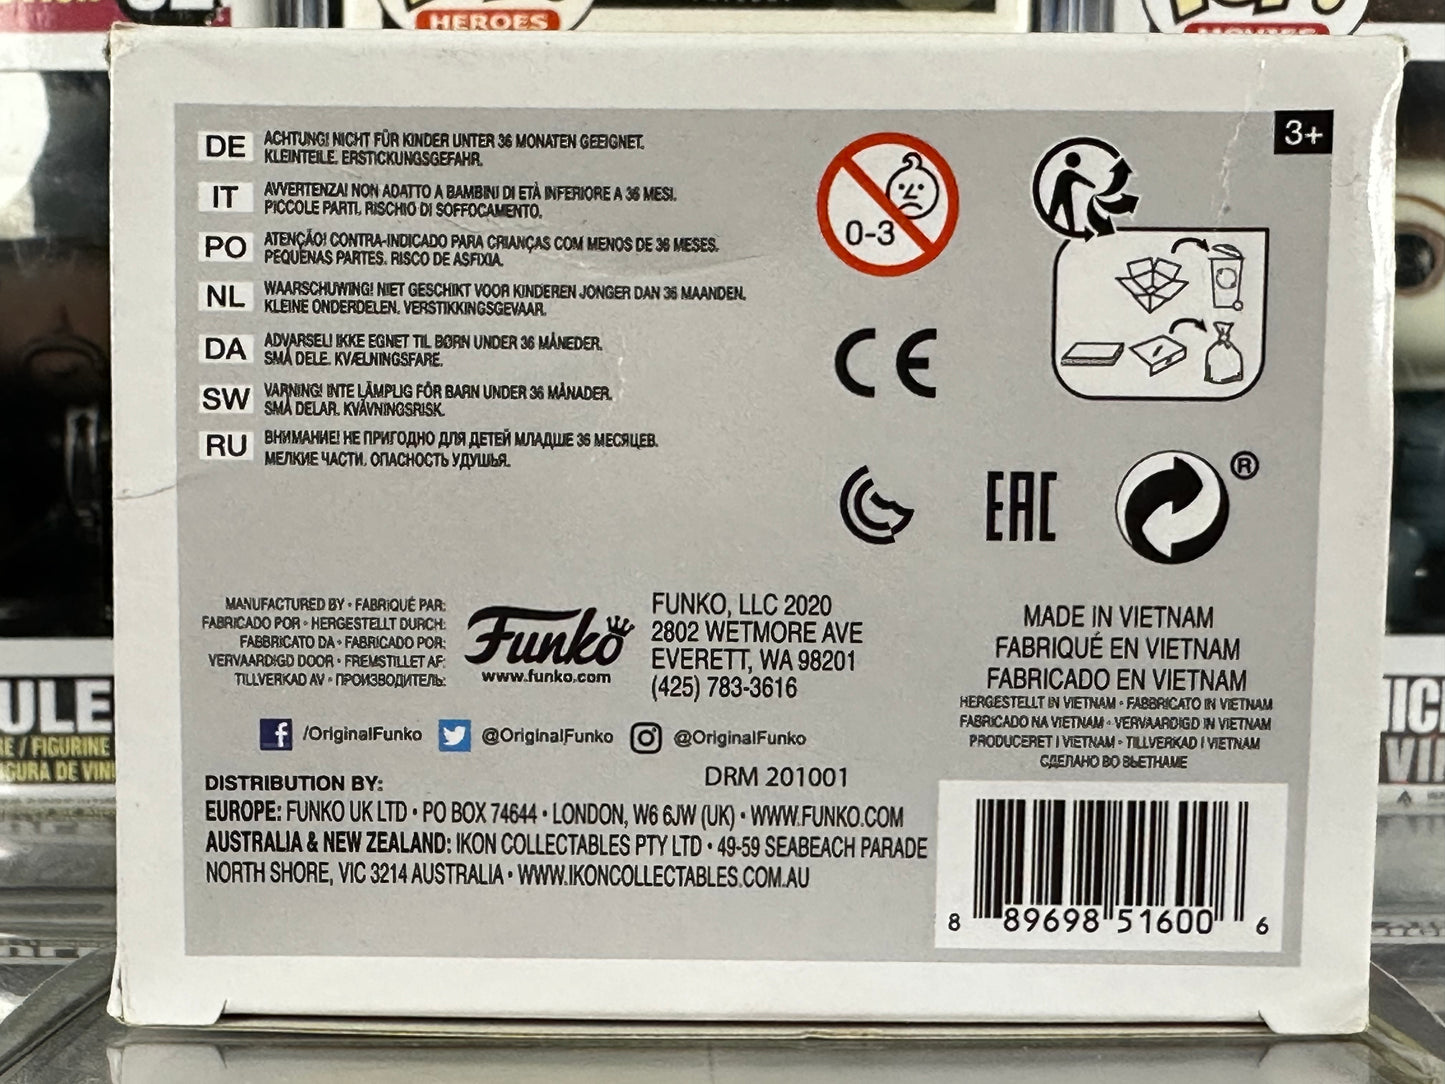 HEROES
3+
DE ACHTUNG! NICHT FÜR KINDER UNTER 36 MONATEN GEEIGNET.
KLEINTEILE. ERSTICKUNGSGEFAHR.
IT AVVERTENZA! NON ADATTO A BAMBINI DI ETÀ INFERIORE A 36 MESI.
PICCOLE PARTI. RISCHIO DI SOFFOCAMENTO.
PO ATENÇÃO! CONTRA-INDICADO PARA CRIANÇAS COM MENOS DE 36 MESES.
PEQUENAS PARTES. RISCO DE ASFIXIA.
NL WAARSCHUWING! NIET GESCHIKT VOOR KINDEREN JONGER DAN 36 MAANDEN.
KLEINE ONDERDELEN. VERSTIKKINGSGEVAAR.
DA ADVARSEL! IKKE EGNET TIL BØRN UNDER 36 MÅNEDER.
SMÅ DELE. KVÆLNINGSFARE.
SW VARNING! INTE LÄMPLIG FÖR BARN UNDER 36 MÅNADER.
SMÅ DELAR. KVÄVNINGSRISK.
RU ВНИМАНИЕ! НЕ ПРИГОДНО ДЛЯ ДЕТЕЙ МЛАДШЕ 36 МЕСЯЦЕВ.
МЕЛКИЕ ЧАСТИ. ОПАСНОСТЬ УДУШЬЯ.
0-3
CE
EAC
®
MANUFACTURED BY • FABRIQUÉ PAR:
FABRICADO POR • HERGESTELLT DURCH:
FABBRICATO DA • FABRICADO POR:
VERVAARDIGD DOOR • FREMSTILLET AF:
TILLVERKAD AV • ПРОИЗВОДИТЕЛЬ:
Funko
www.funko.com
FUNKO, LLC 2020
2802 WETMORE AVE
EVERETT, WA 98201
(425) 783-3616
MADE IN VIETNAM
FABRIQUÉ EN VIETNAM
FABRICADO EN VIETNAM
HERGESTELLT IN VIETNAM • FABBRICATO IN VIETNAM
FABRICADO NA VIETNAM • VERVAARDIGD IN VIETNAM
PRODUCERET I VIETNAM • TILLVERKAD I VIETNAM
СДЕЛАНО ВО ВЬЕТНАМЕ
/OriginalFunko @OriginalFunko @OriginalFunko
DRM 201001
DISTRIBUTION BY:
EUROPE: FUNKO UK LTD • PO BOX 74644 • LONDON, W6 6JW (UK) • WWW.FUNKO.COM
AUSTRALIA & NEW ZEALAND: IKON COLLECTABLES PTY LTD • 49-59 SEABEACH PARADE
NORTH SHORE, VIC 3214 AUSTRALIA • WWW.IKONCOLLECTABLES.COM.AU
8 89698 51600 6
ULE
RE / FIGURINE
GURA DE VIN